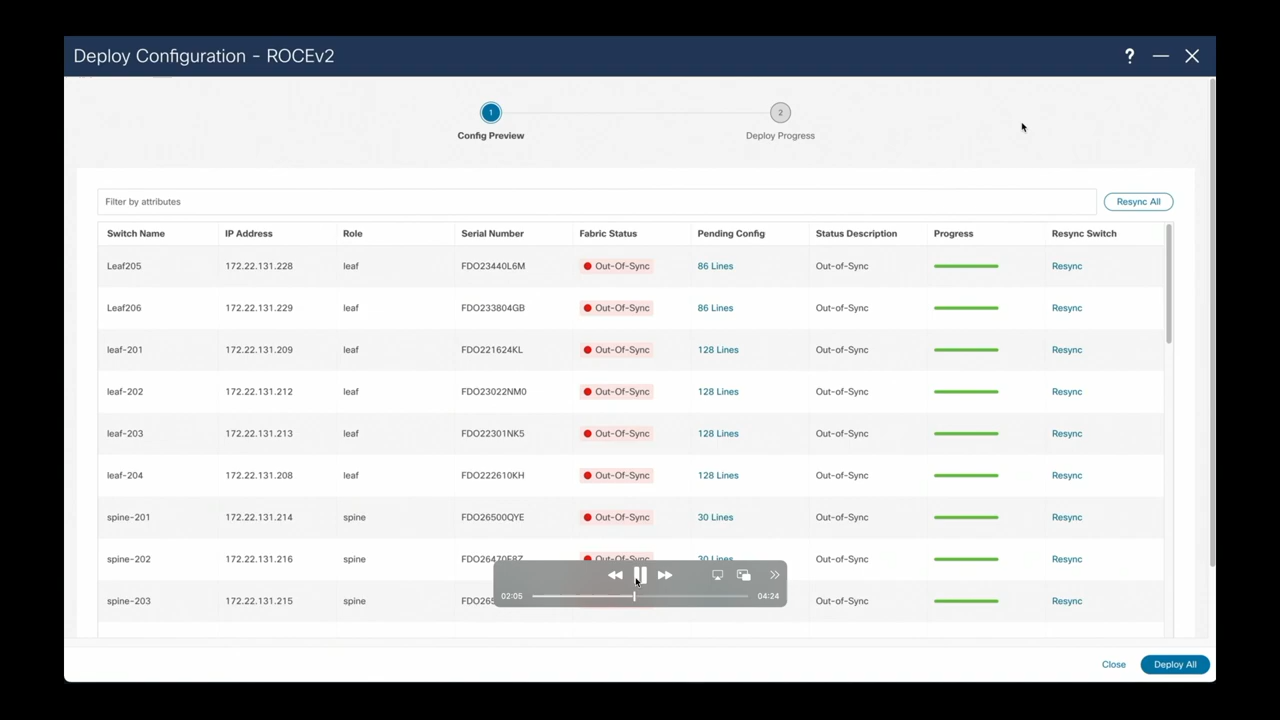 Deploy Configuration - ROCEv2
?
1
2
Config Preview
Deploy Progress
Filter by attributes
Resync All
Switch Name IP Address Role Serial Number Fabric Status Pending Config Status Description Progress Resync Switch
Leaf205 172.22.131.228 leaf FDO23440L6M Out-Of-Sync 86 Lines Out-of-Sync Resync
Leaf206 172.22.131.229 leaf FDO233804GB Out-Of-Sync 86 Lines Out-of-Sync Resync
leaf-201 172.22.131.209 leaf FDO221624KL Out-Of-Sync 128 Lines Out-of-Sync Resync
leaf-202 172.22.131.212 leaf FDO23022NM0 Out-Of-Sync 128 Lines Out-of-Sync Resync
leaf-203 172.22.131.213 leaf FDO22301NK5 Out-Of-Sync 128 Lines Out-of-Sync Resync
leaf-204 172.22.131.208 leaf FDO222610KH Out-Of-Sync 128 Lines Out-of-Sync Resync
spine-201 172.22.131.214 spine FDO26500QYE Out-Of-Sync 30 Lines Out-of-Sync Resync
spine-202 172.22.131.216 spine Out-Of-Sync 30 Lines Out-of-Sync Resync
spine-203 172.22.131.215 spine Out-of-Sync Resync
02:05 04:24
Close
Deploy All